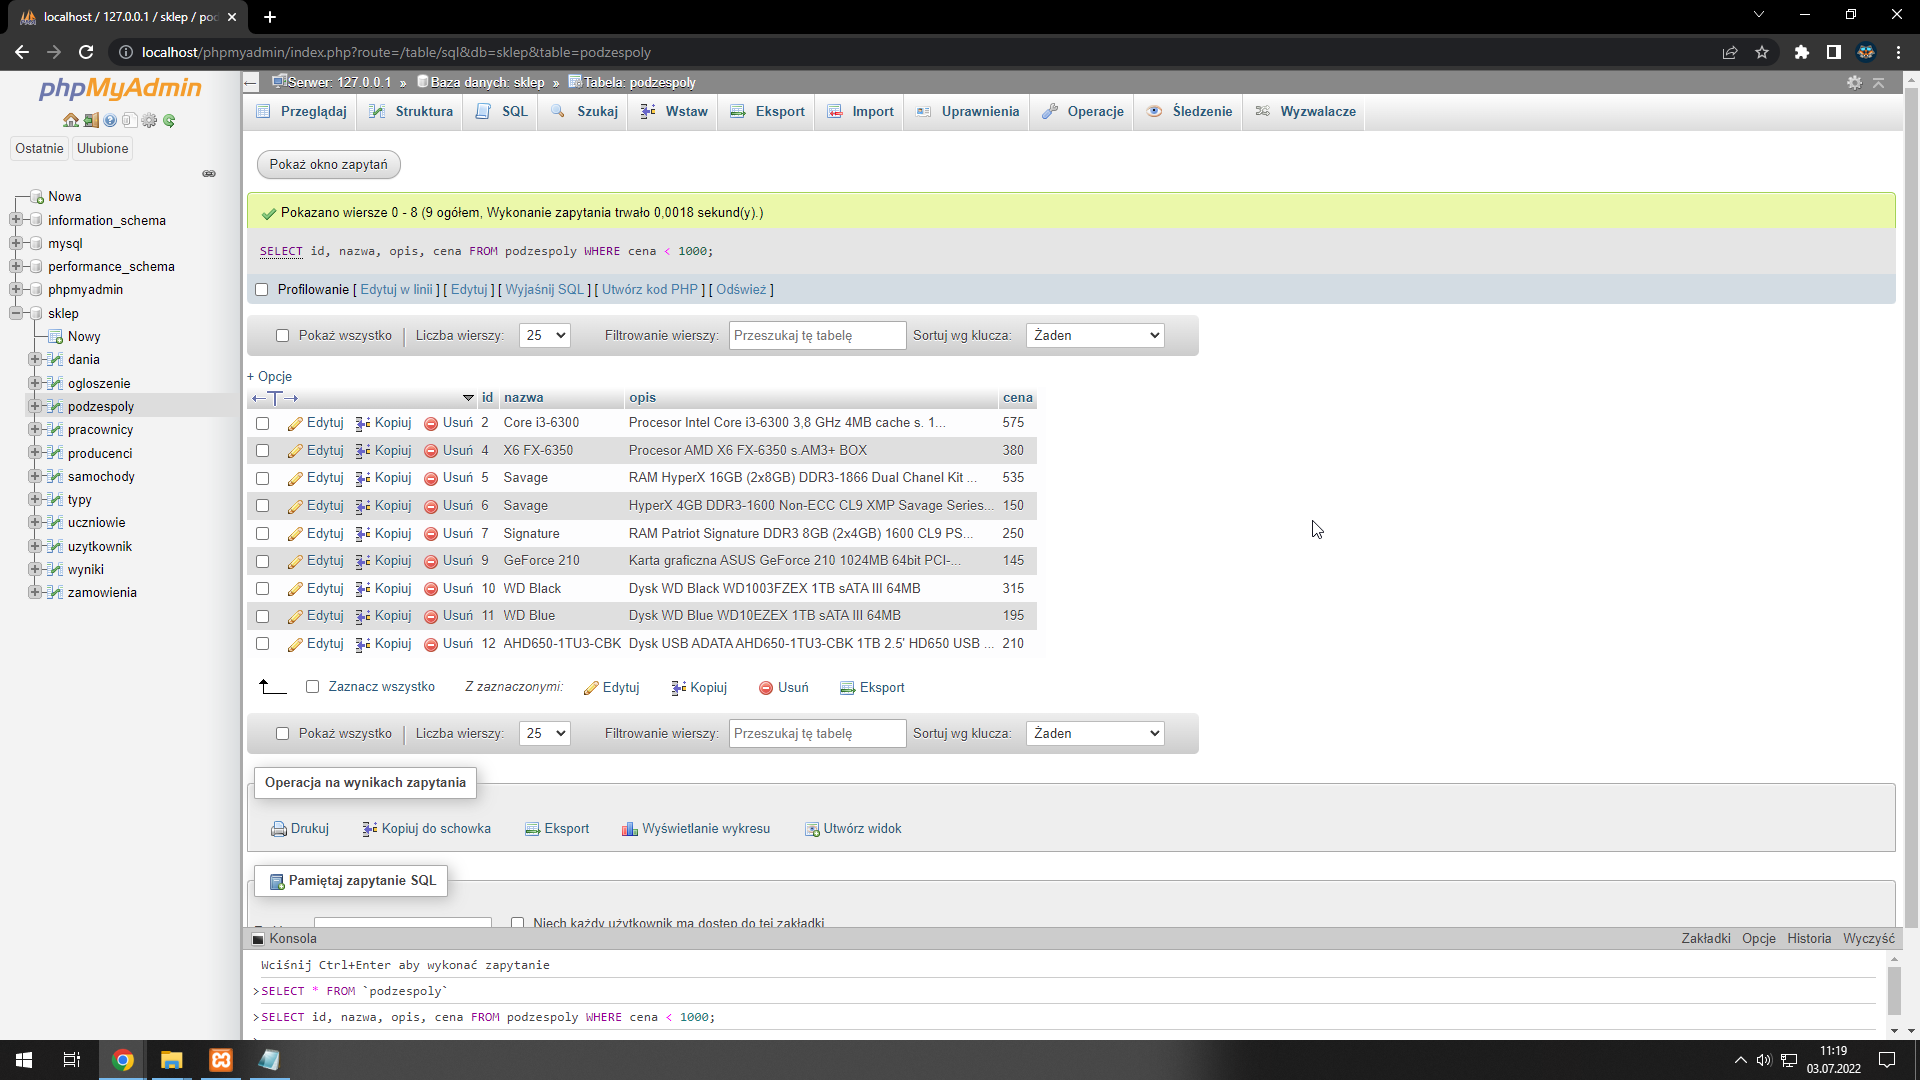 localhost / 127.0.0.1 / sklep / pod
localhost/phpmyadmin/index.php?route=/table/sql&db=sklep&table=podzespoly
phpMyAdmin
Ostatnie Ulubione
Nowa
information_schema
mysql
performance_schema
phpmyadmin
sklep
Nowy
dania
ogloszenie
podzespoly
pracownicy
producenci
samochody
typy
uczniowie
uzytkownik
wyniki
zamowienia
Serwer: 127.0.0.1 » Baza danych: sklep » Tabela: podzespoly
Przeglądaj Struktura SQL Szukaj Wstaw Eksport Import Uprawnienia Operacje Śledzenie Wyzwalacze
Pokaż okno zapytań
Pokazano wiersze 0 - 8 (9 ogółem, Wykonanie zapytania trwało 0,0018 sekund(y).)
SELECT id, nazwa, opis, cena FROM podzespoly WHERE cena < 1000;
Profilowanie [ Edytuj w linii ] [ Edytuj ] [ Wyjaśnij SQL ] [ Utwórz kod PHP ] [ Odśwież ]
Pokaż wszystko | Liczba wierszy: 25 Filtrowanie wierszy: Przeszukaj tę tabelę Sortuj wg klucza: Żaden
+ Opcje
←T→ id nazwa opis cena
Edytuj Kopiuj Usuń 2 Core i3-6300 Procesor Intel Core i3-6300 3,8 GHz 4MB cache s. 1... 575
Edytuj Kopiuj Usuń 4 X6 FX-6350 Procesor AMD X6 FX-6350 s.AM3+ BOX 380
Edytuj Kopiuj Usuń 5 Savage RAM HyperX 16GB (2x8GB) DDR3-1866 Dual Chanel Kit ... 535
Edytuj Kopiuj Usuń 6 Savage HyperX 4GB DDR3-1600 Non-ECC CL9 XMP Savage Series... 150
Edytuj Kopiuj Usuń 7 Signature RAM Patriot Signature DDR3 8GB (2x4GB) 1600 CL9 PS... 250
Edytuj Kopiuj Usuń 9 GeForce 210 Karta graficzna ASUS GeForce 210 1024MB 64bit PCI-... 145
Edytuj Kopiuj Usuń 10 WD Black Dysk WD Black WD1003FZEX 1TB sATA III 64MB 315
Edytuj Kopiuj Usuń 11 WD Blue Dysk WD Blue WD10EZEX 1TB sATA III 64MB 195
Edytuj Kopiuj Usuń 12 AHD650-1TU3-CBK Dysk USB ADATA AHD650-1TU3-CBK 1TB 2.5' HD650 USB ... 210
Zaznacz wszystko Z zaznaczonymi: Edytuj Kopiuj Usuń Eksport
Pokaż wszystko | Liczba wierszy: 25 Filtrowanie wierszy: Przeszukaj tę tabelę Sortuj wg klucza: Żaden
Operacja na wynikach zapytania
Drukuj Kopiuj do schowka Eksport Wyświetlanie wykresu Utwórz widok
Pamiętaj zapytanie SQL
Niech każdy użytkownik ma dostęp do tej zakładki
Konsola Zakładki Opcje Historia Wyczyść
Wciśnij Ctrl+Enter aby wykonać zapytanie
>SELECT * FROM `podzespoly`
>SELECT id, nazwa, opis, cena FROM podzespoly WHERE cena < 1000;
11:19
03.07.2022